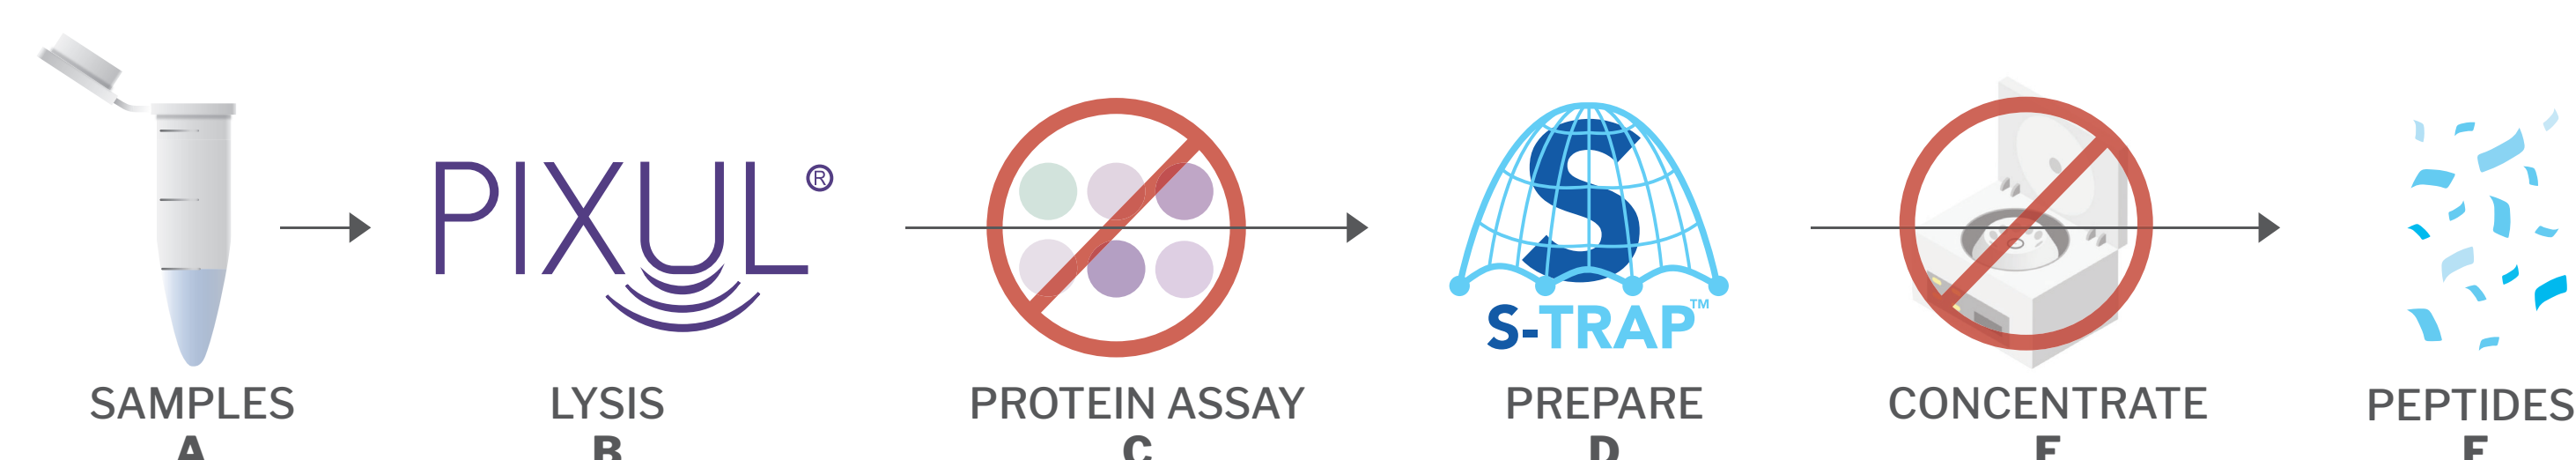 PIXUL®
S-TRAP™
SAMPLES
LYSIS
PROTEIN ASSAY
PREPARE
CONCENTRATE
PEPTIDES
A
B
C
D